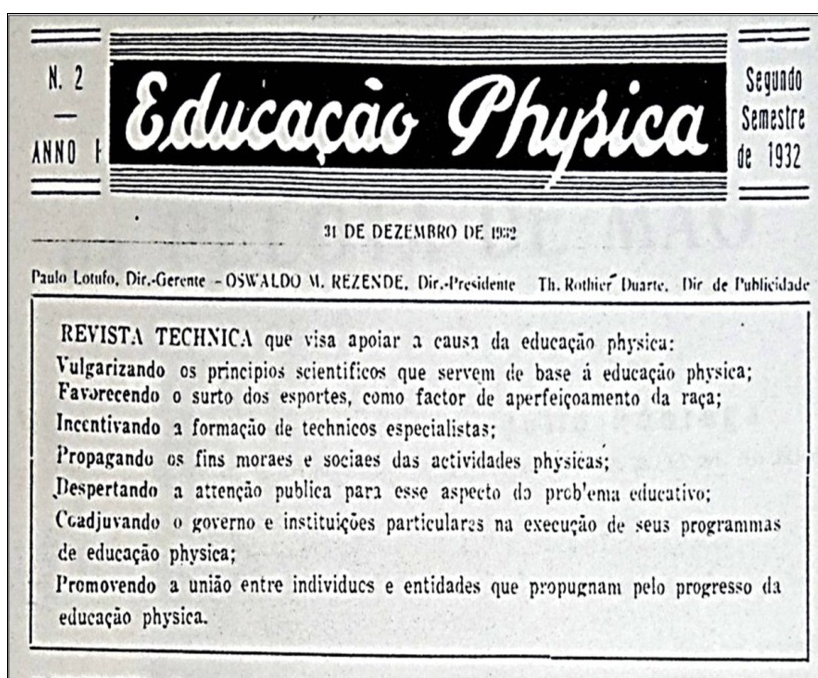 N. 2
ANNO I
Educação Physica
Segundo
Semestre
de 1932
31 DE DEZEMBRO DE 1932
Paulo Lotufo, Dir.-Gerente - OSWALDO M. REZENDE, Dir.-Presidente Th. Rothier Duarte, Dir de Publicidade
REVISTA TECHNICA que visa apoiar a causa da educação physica:
Vulgarizando os principios scientificos que servem de base á educação physica;
Favorecendo o surto dos esportes, como factor de aperfeiçoamento da raça;
Incentivando a formação de technicos especialistas;
Propagando os fins moraes e sociaes das actividades physicas;
Despertando a attenção publica para esse aspecto do problema educativo;
Coadjuvando o governo e instituições particulares na execução de seus programmas
de educação physica;
Promovendo a união entre individuos e entidades que propugnam pelo progresso da
educação physica.